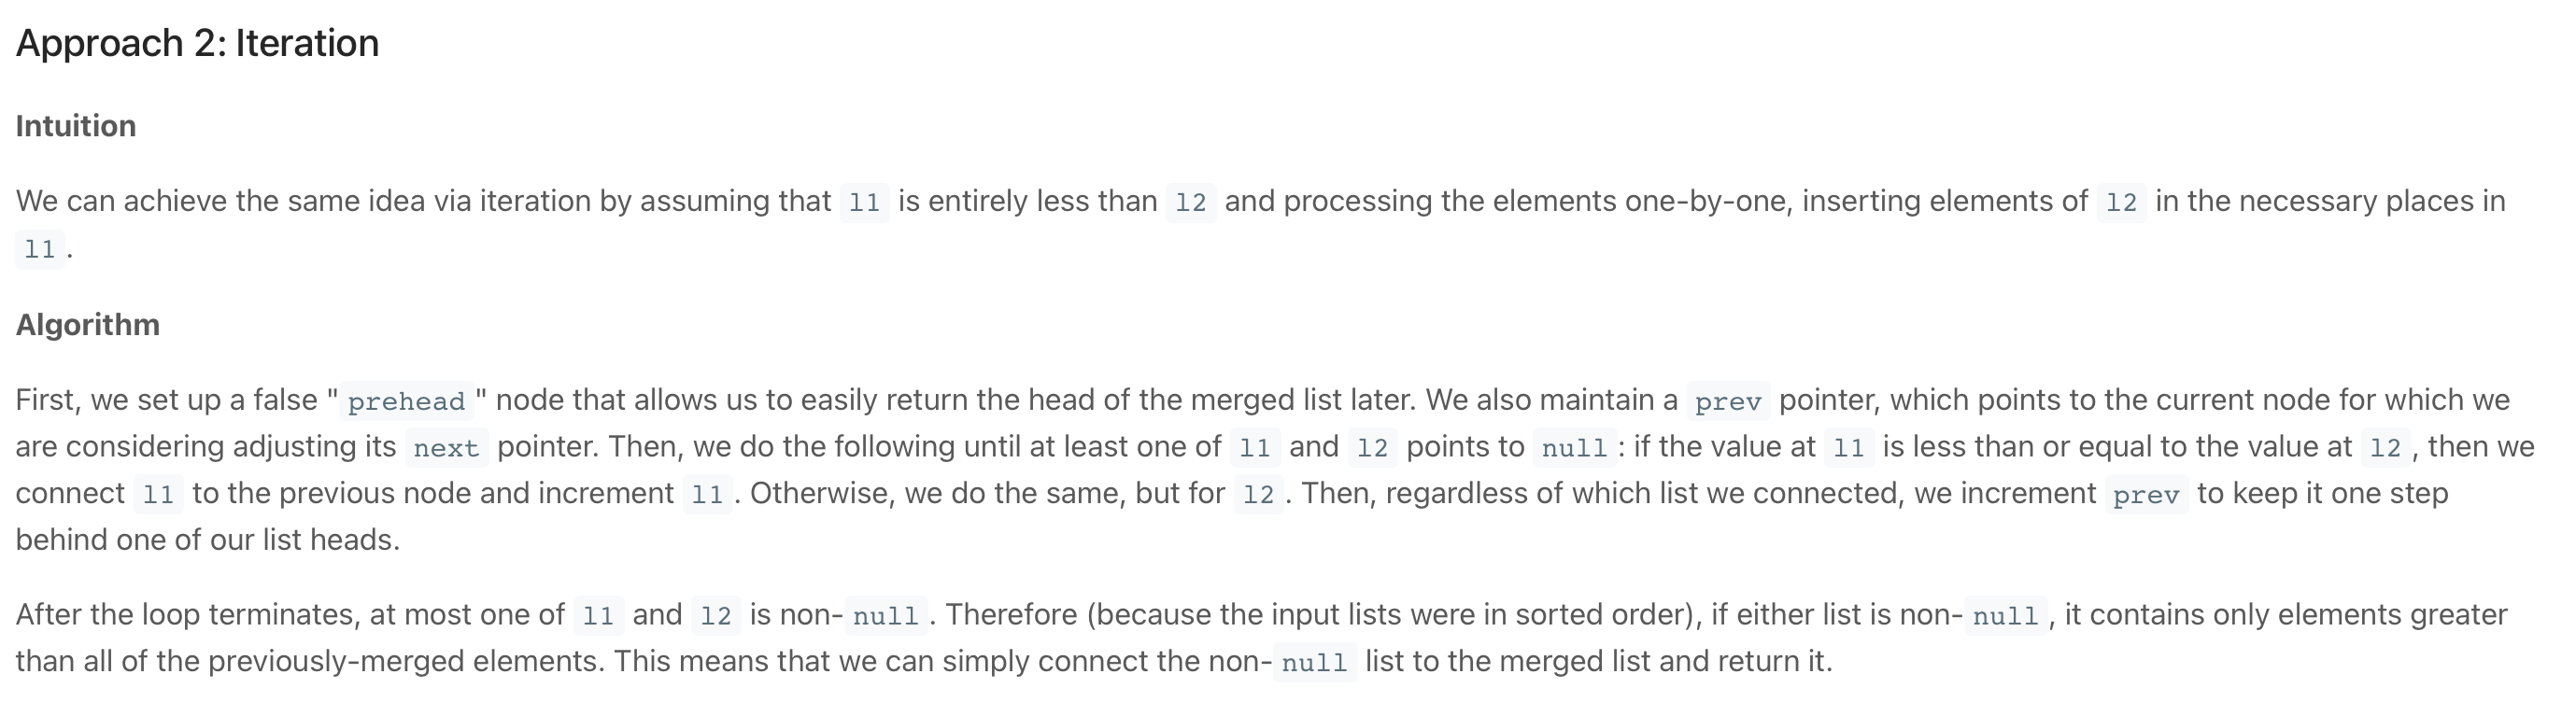 Approach 2: Iteration
Intuition
We can achieve the same idea via iteration by assuming that l1 is entirely less than l2 and processing the elements one-by-one, inserting elements of l2 in the necessary places in
l1 .
Algorithm
First, we set up a false "prehead" node that allows us to easily return the head of the merged list later. We also maintain a prev pointer, which points to the current node for which we
are considering adjusting its next pointer. Then, we do the following until at least one of l1 and l2 points to null: if the value at l1 is less than or equal to the value at l2, then we
connect l1 to the previous node and increment l1. Otherwise, we do the same, but for l2. Then, regardless of which list we connected, we increment prev to keep it one step
behind one of our list heads.
After the loop terminates, at most one of l1 and l2 is non-null. Therefore (because the input lists were in sorted order), if either list is non-null, it contains only elements greater
than all of the previously-merged elements. This means that we can simply connect the non-null list to the merged list and return it.